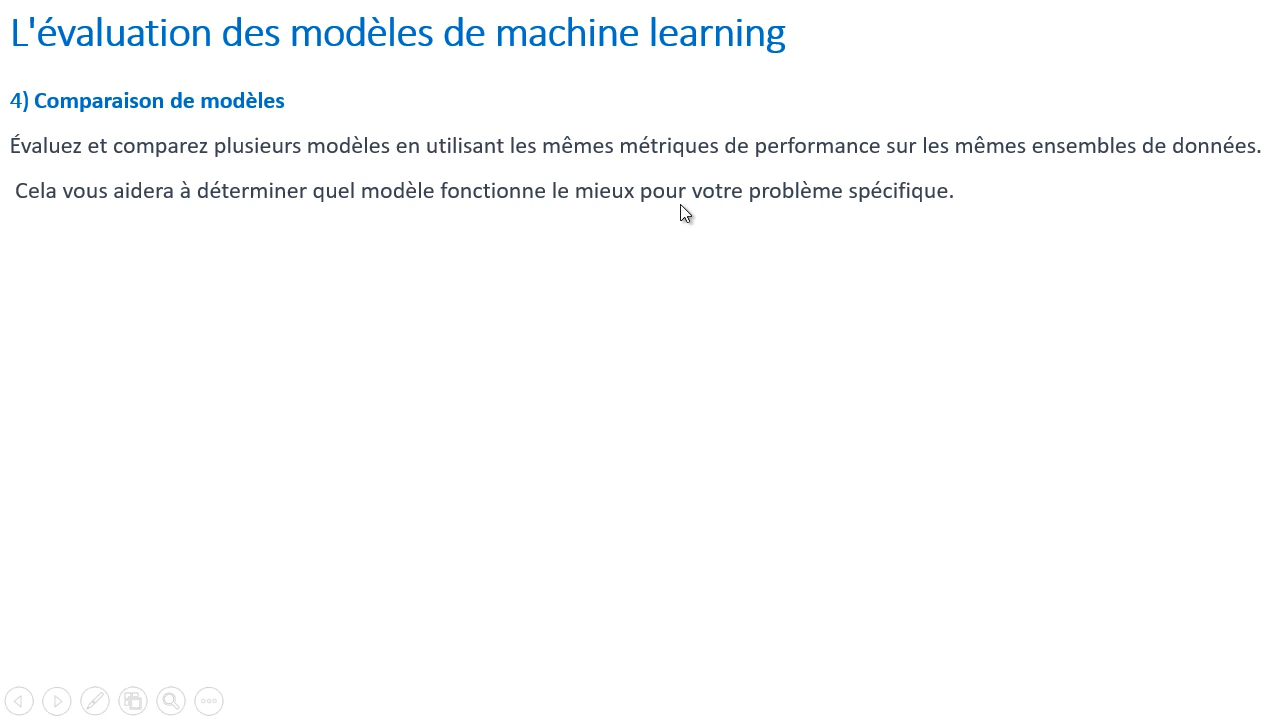 L'évaluation des modèles de machine learning
4) Comparaison de modèles
Évaluez et comparez plusieurs modèles en utilisant les mêmes métriques de performance sur les mêmes ensembles de données.
Cela vous aidera à déterminer quel modèle fonctionne le mieux pour votre problème spécifique.